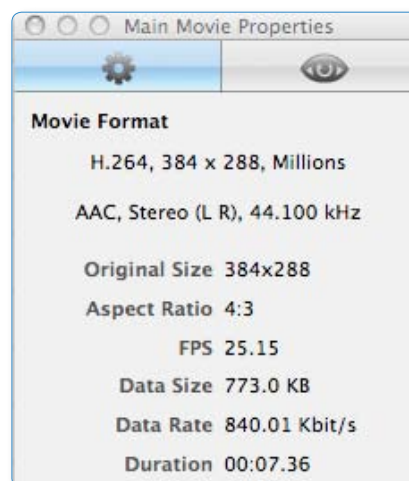 Main Movie Properties
Movie Format
H.264, 384 x 288, Millions
AAC, Stereo (L R), 44.100 kHz
Original Size 384x288
Aspect Ratio 4:3
FPS 25.15
Data Size 773.0 KB
Data Rate 840.01 Kbit/s
Duration 00:07.36